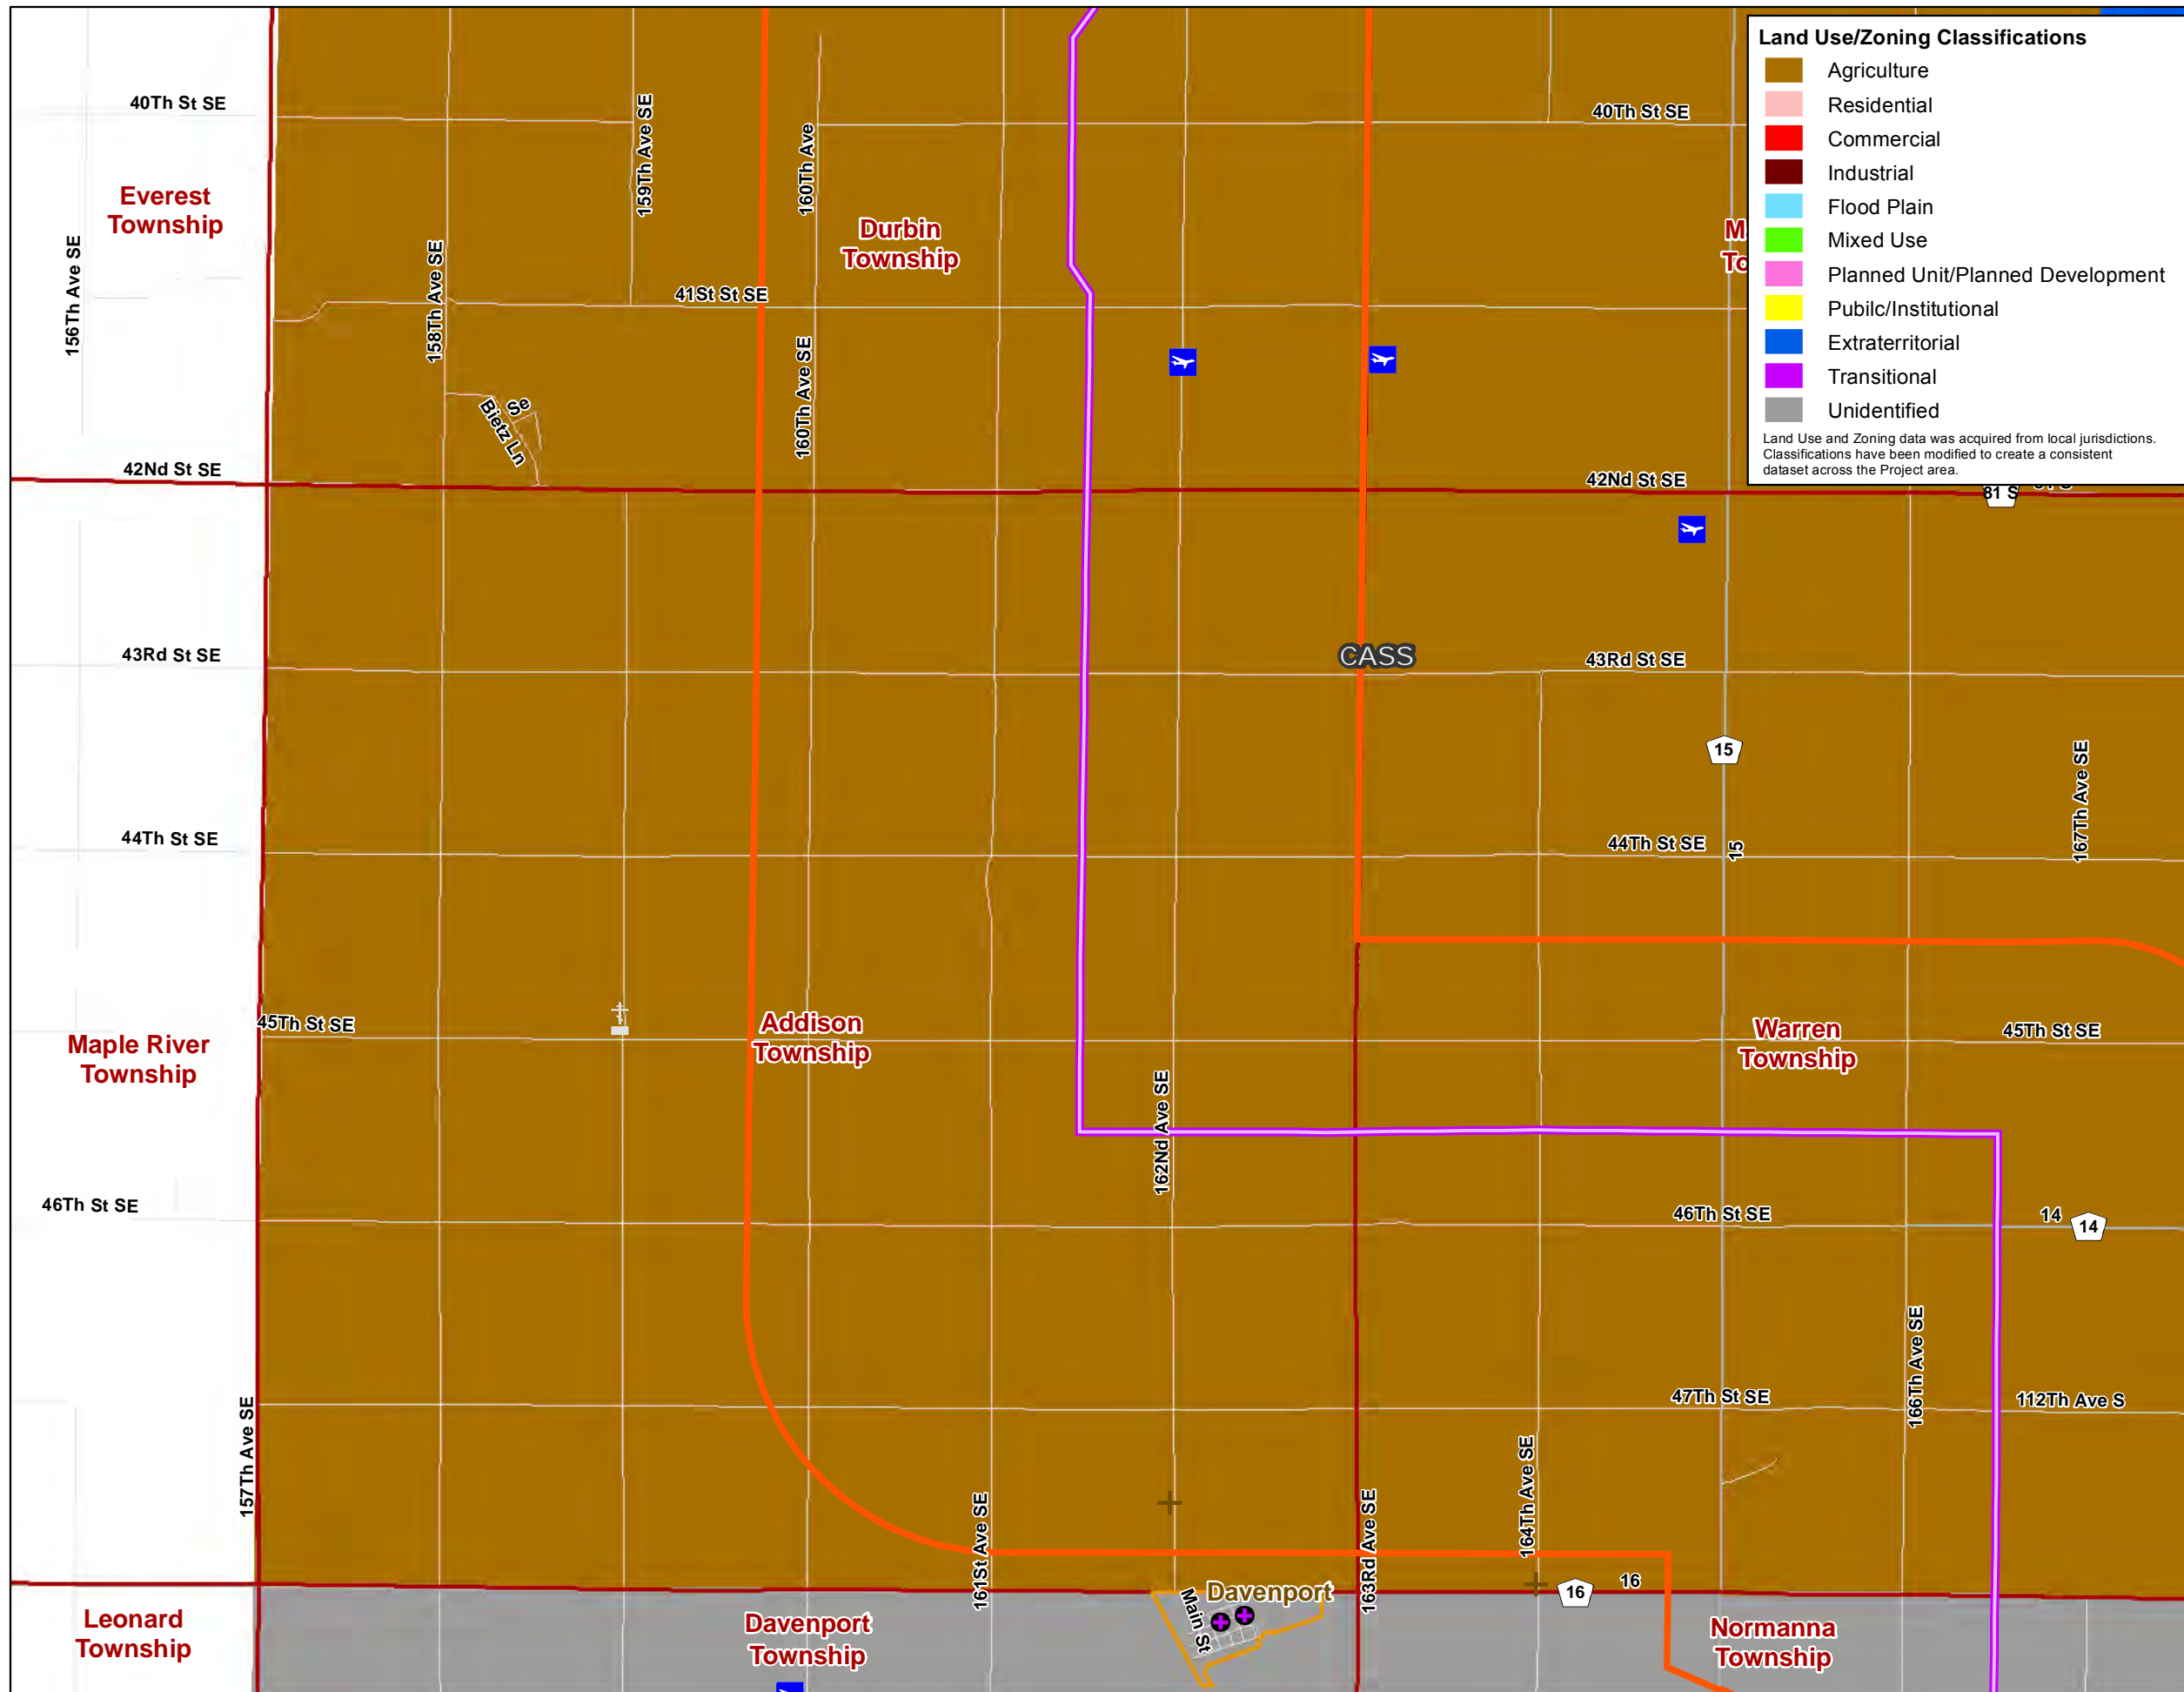 Land Use/Zoning Classifications
Agriculture
Residential
Commercial
Industrial
Flood Plain
Mixed Use
Planned Unit/Planned Development
Pubilc/Institutional
Extraterritorial
Transitional
Unidentified
Land Use and Zoning data was acquired from local jurisdictions.
Classifications have been modified to create a consistent
dataset across the Project area.
40Th St SE
40Th St SE
159Th Ave SE
160Th Ave
Everest
Township
Durbin
Township
M
To
156Th Ave SE
158Th Ave SE
41St St SE
160Th Ave SE
Se
Bietz Ln
42Nd St SE
42Nd St SE
81 S
43Rd St SE
CASS
43Rd St SE
15
167Th Ave SE
44Th St SE
44Th St SE
15
45Th St SE
Addison
Township
Warren
Township
45Th St SE
Maple River
Township
162Nd Ave SE
46Th St SE
46Th St SE
14
14
166Th Ave SE
47Th St SE
112Th Ave S
157Th Ave SE
161St Ave SE
163Rd Ave SE
164Th Ave SE
16
16
Davenport
Main St
Leonard
Township
Davenport
Township
Normanna
Township